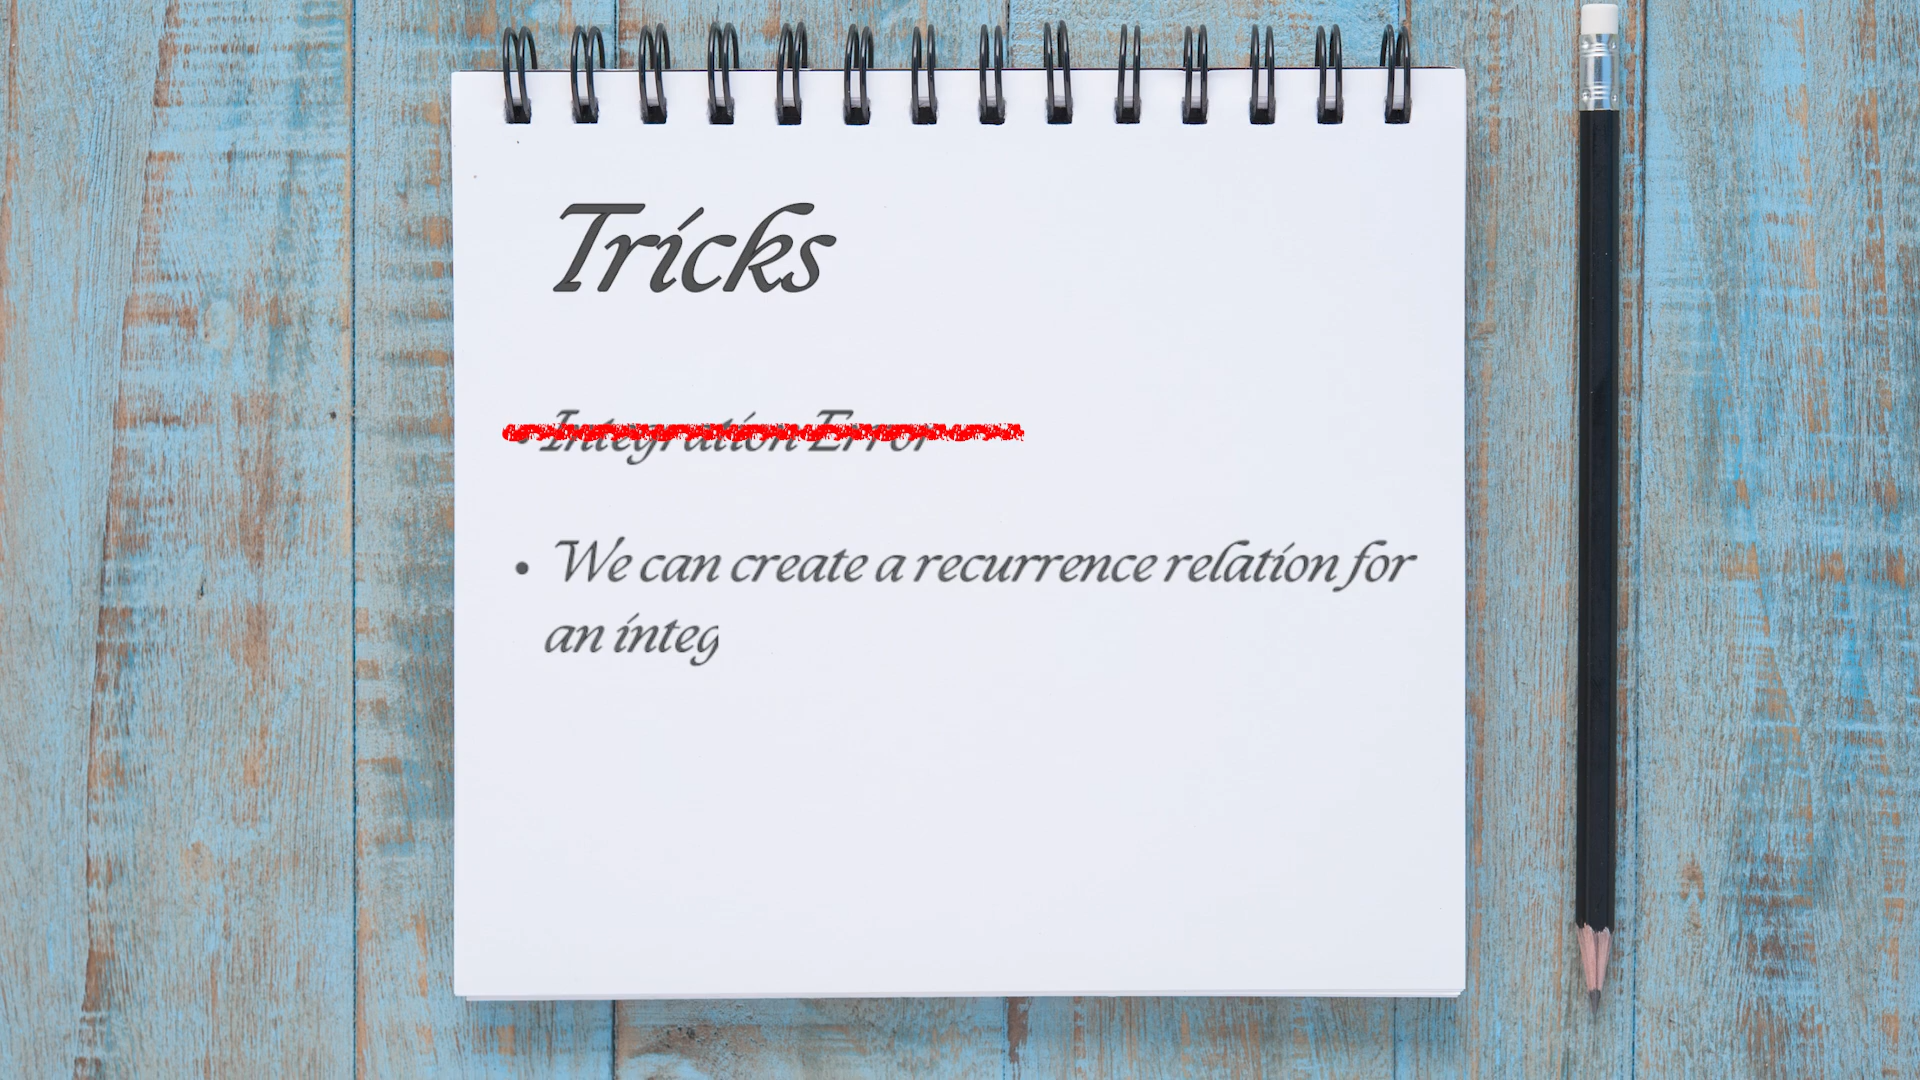 Tricks
• Integration Error
• We can create a recurrence relation for
an integ